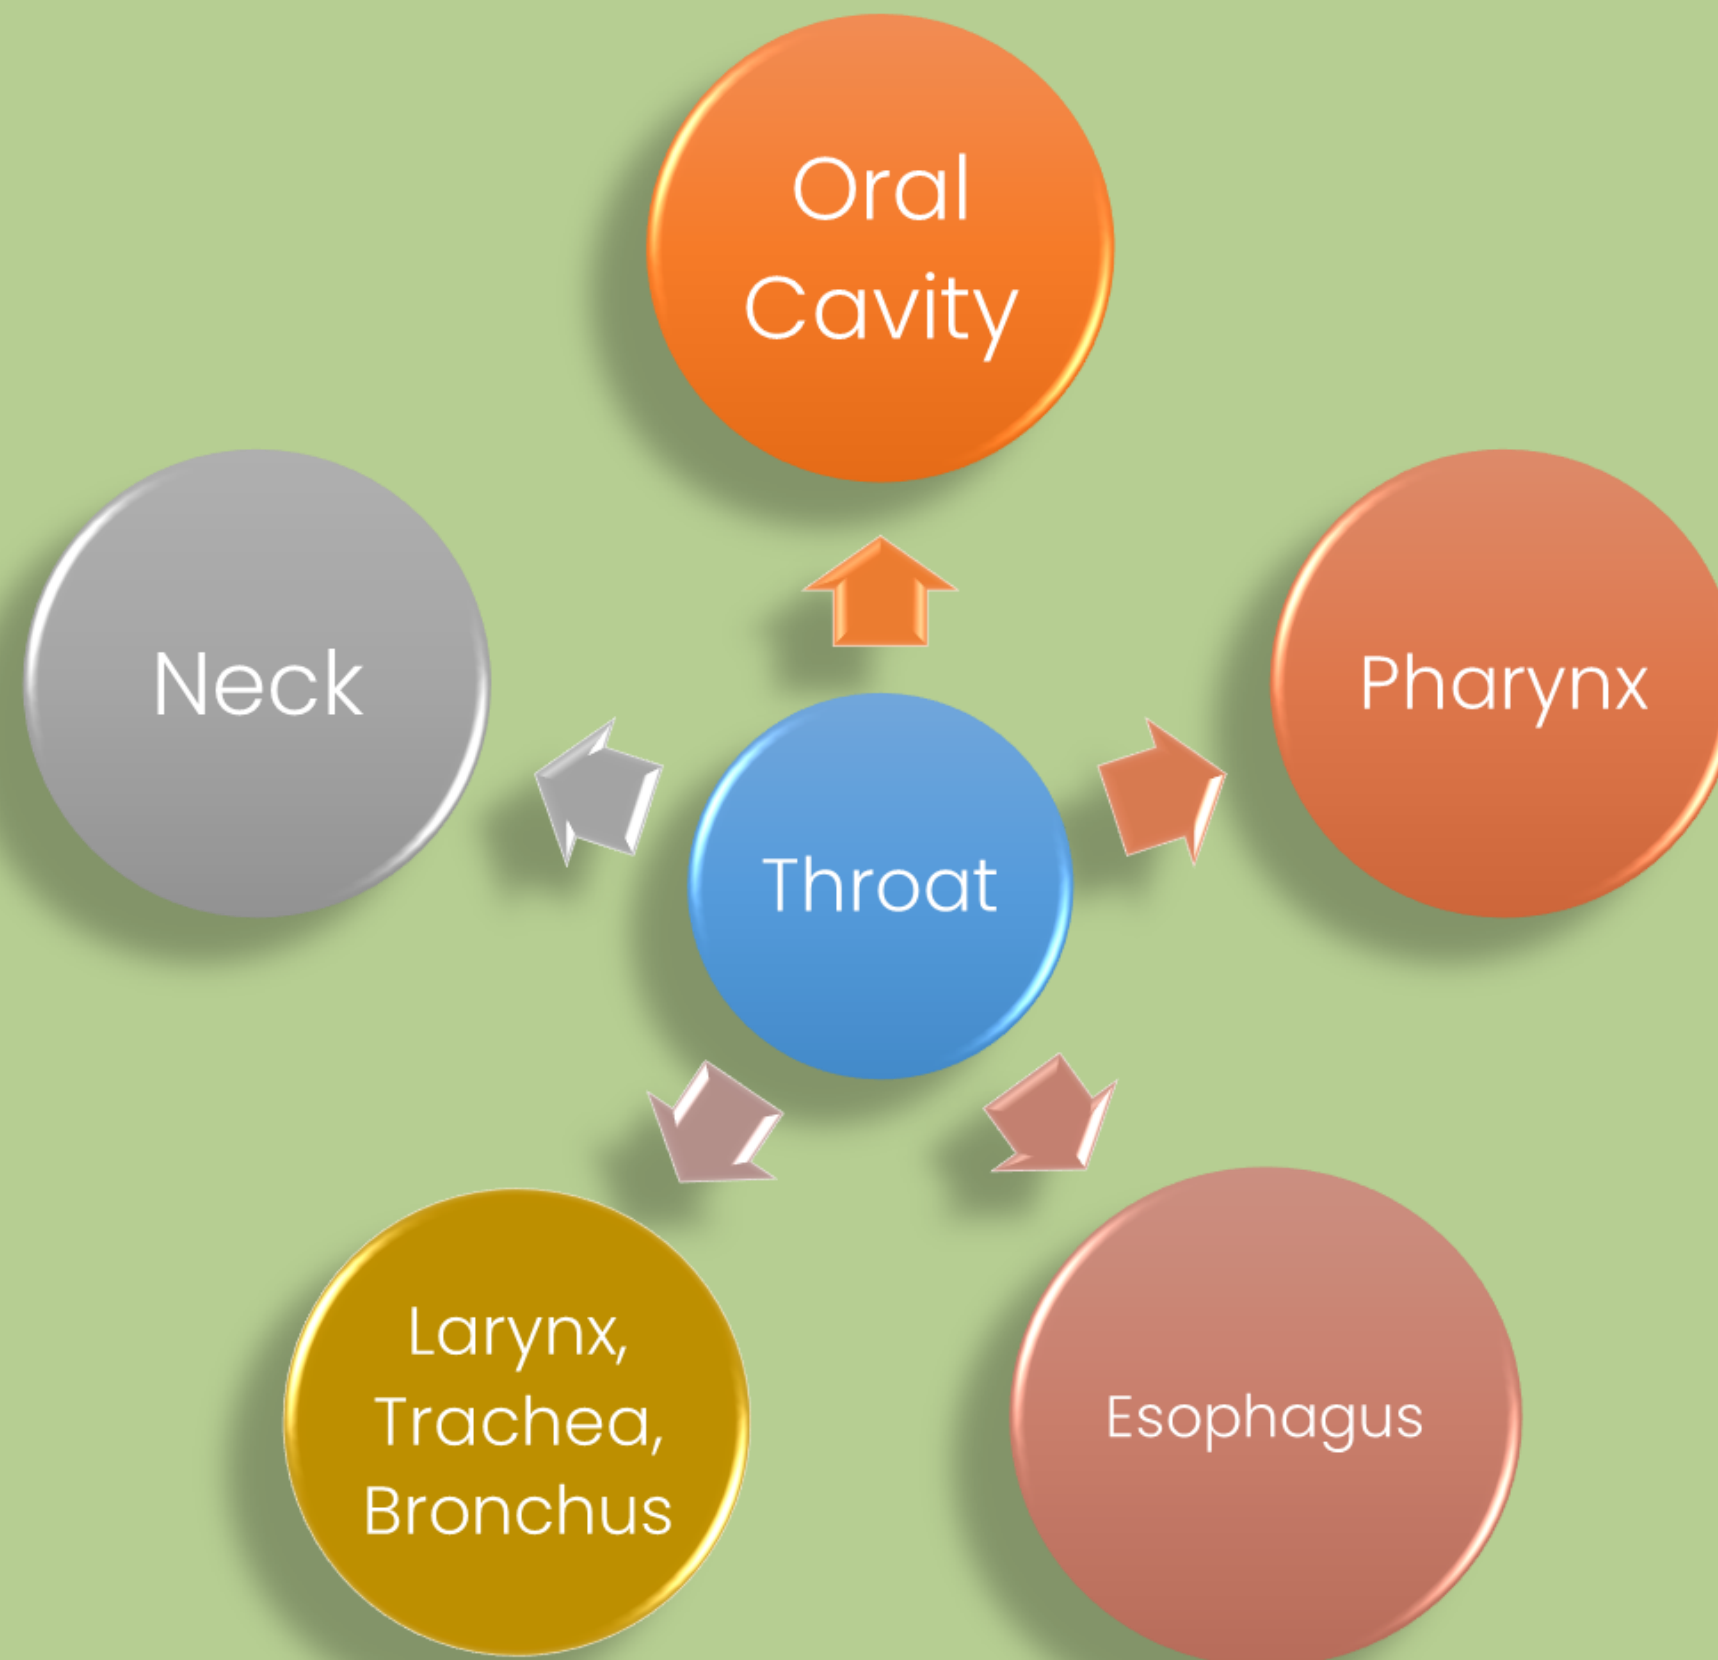 Oral
Cavity
Neck
Pharynx
Throat
Larynx,
Trachea,
Bronchus
Esophagus